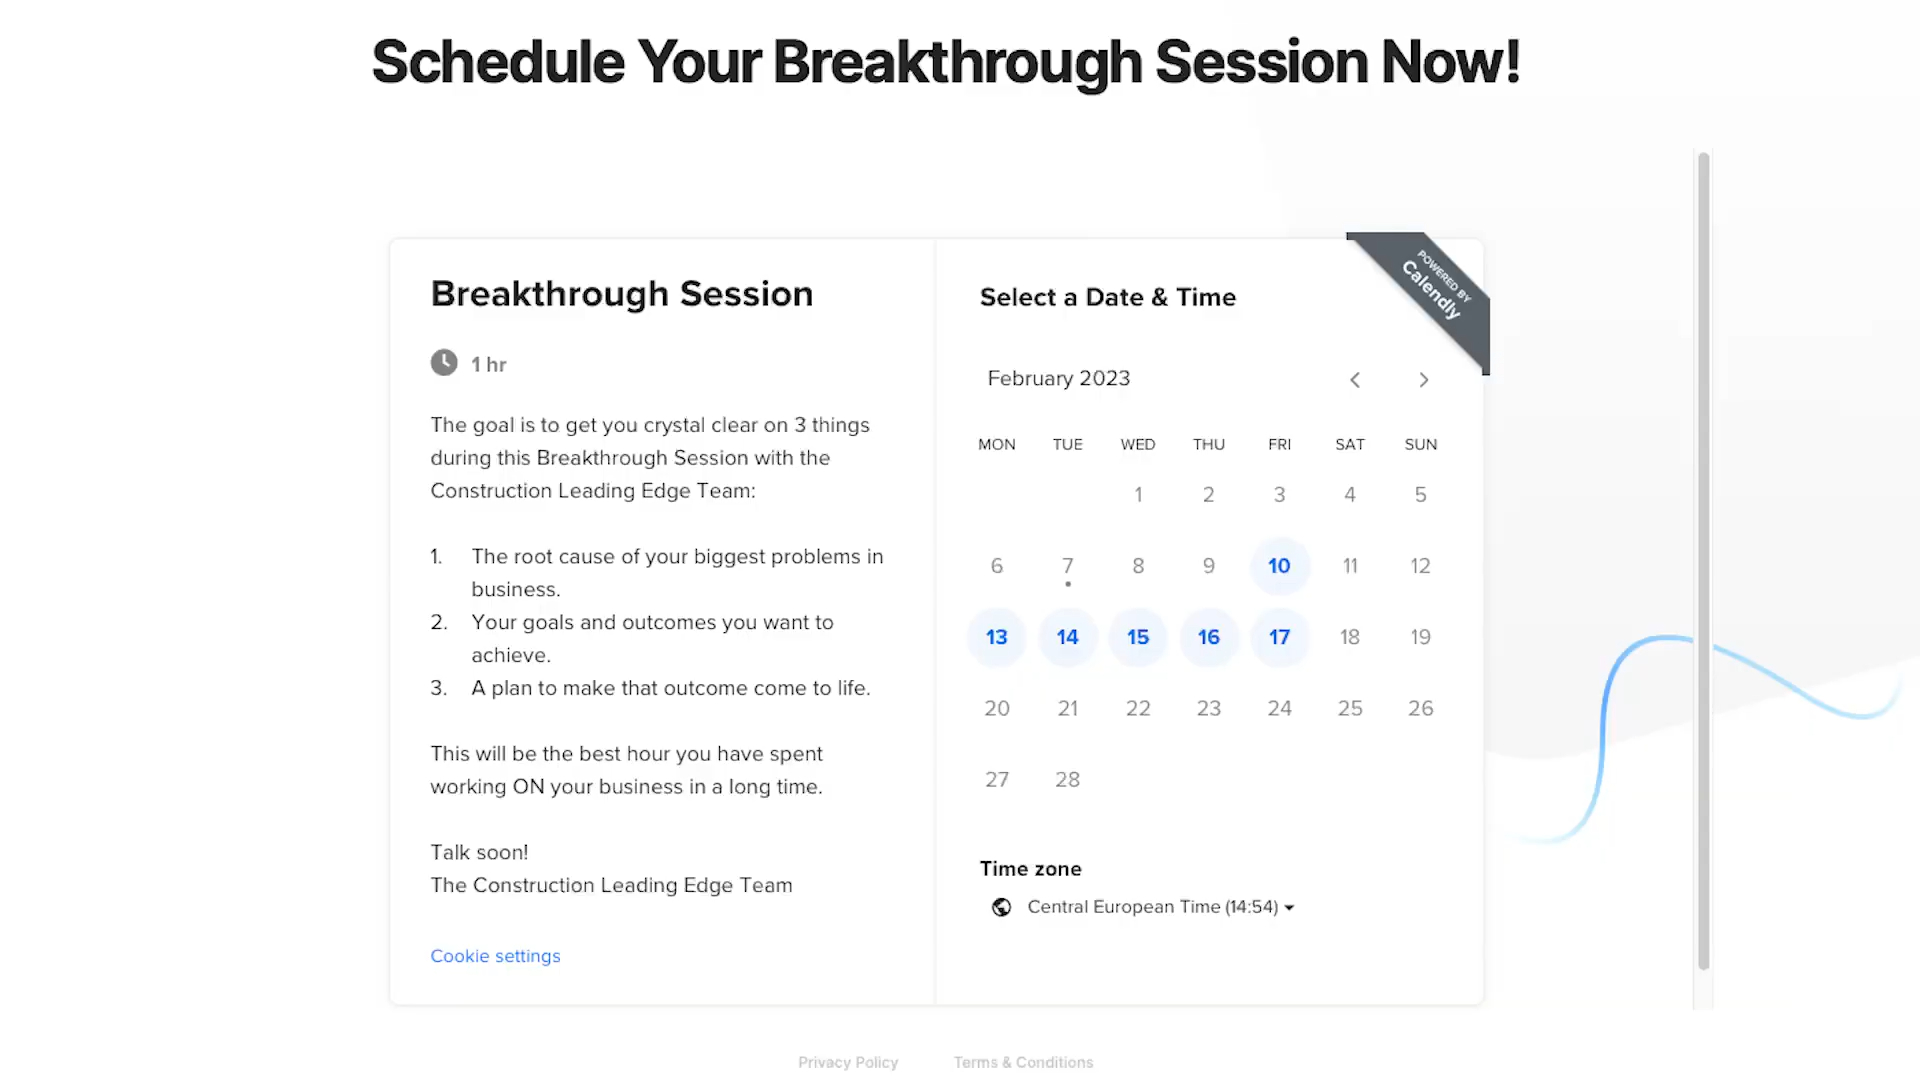 Schedule Your Breakthrough Session Now!
POWERED BY
Calendly
Breakthrough Session
1 hr
The goal is to get you crystal clear on 3 things
during this Breakthrough Session with the
Construction Leading Edge Team:
1. The root cause of your biggest problems in
business.
2. Your goals and outcomes you want to
achieve.
3. A plan to make that outcome come to life.
This will be the best hour you have spent
working ON your business in a long time.
Talk soon!
The Construction Leading Edge Team
Cookie settings
Select a Date & Time
February 2023
MON TUE WED THU FRI SAT SUN
1 2 3 4 5
6 7 8 9 10 11 12
13 14 15 16 17 18 19
20 21 22 23 24 25 26
27 28
Time zone
Central European Time (14:54)
Privacy Policy Terms & Conditions